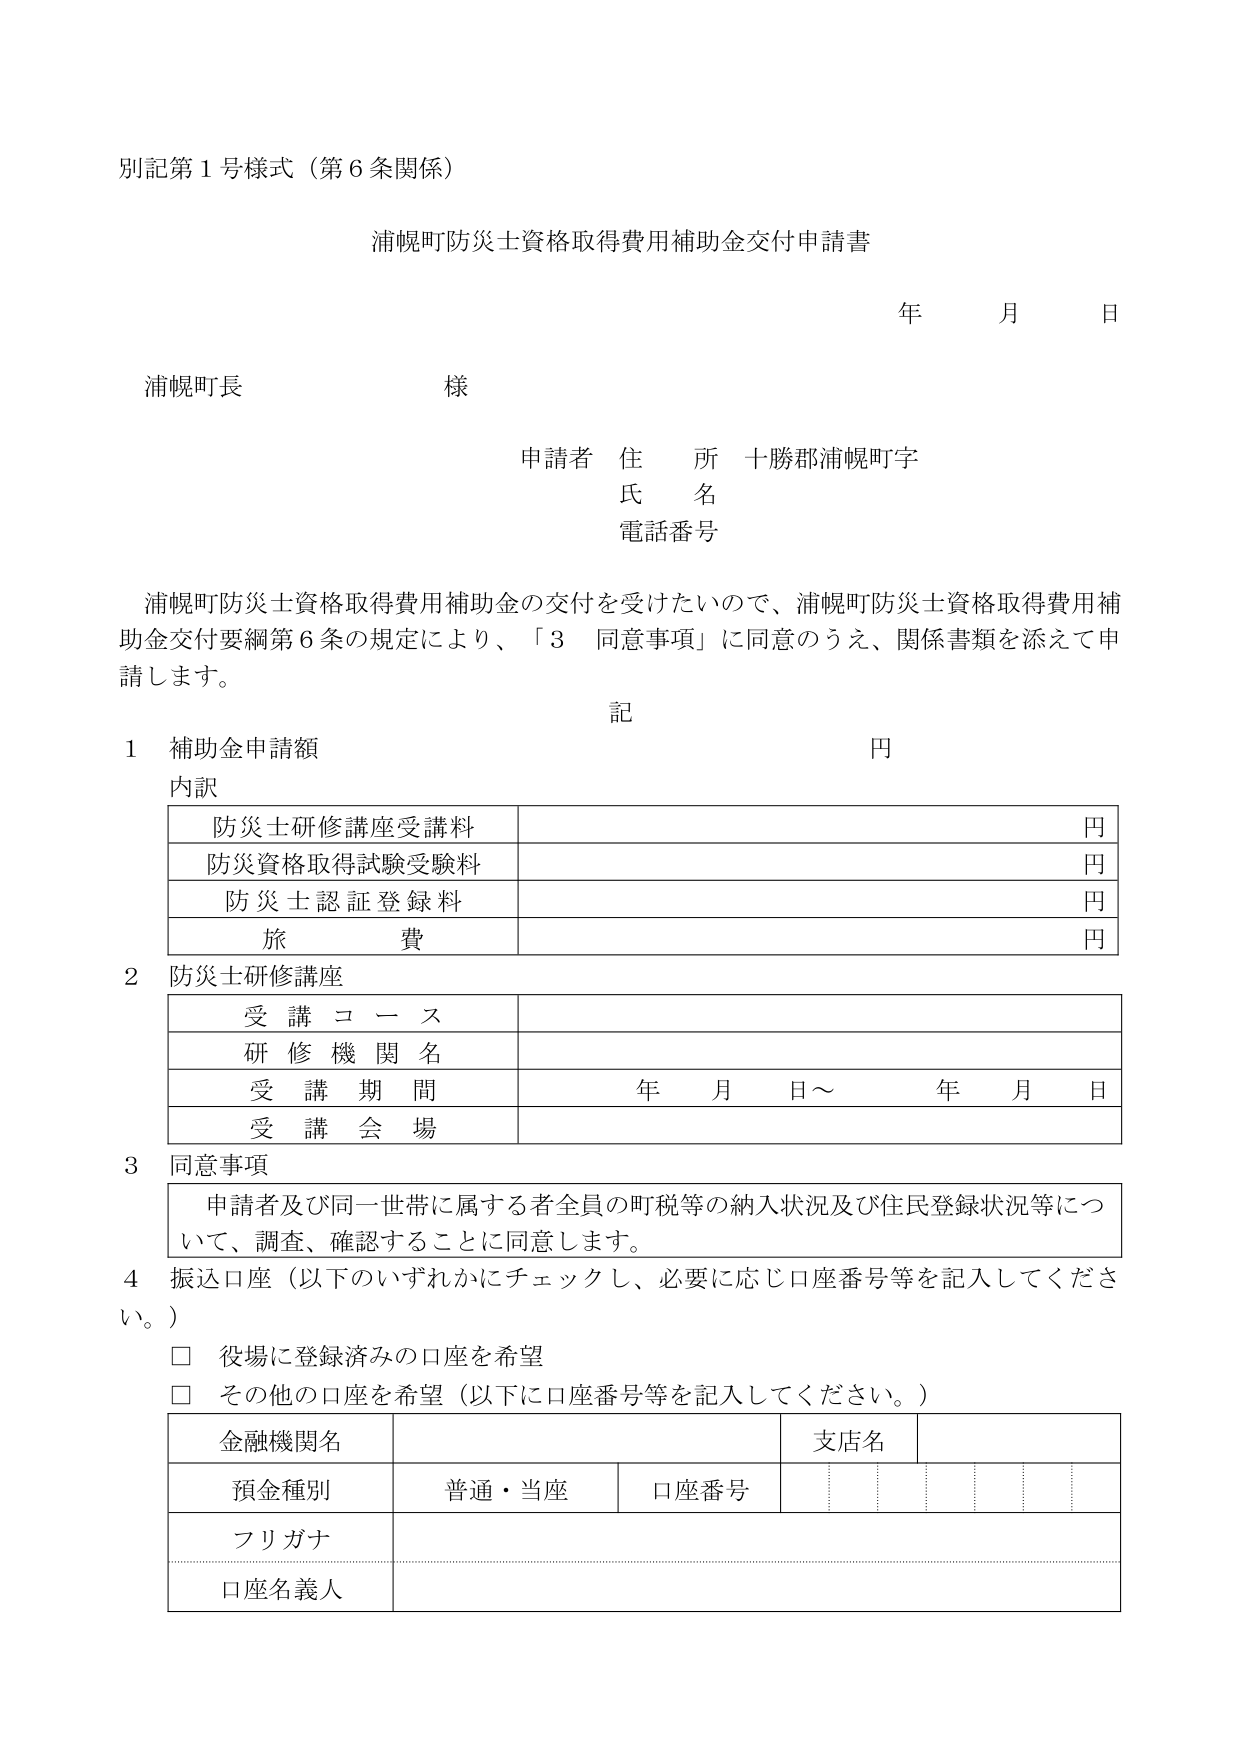 別記第１号様式（第６条関係）
浦幌町防災士資格取得費用補助金交付申請書
年　　　月　　　日
浦幌町長　　　　　　　　様
申請者　住　　所　十勝郡浦幌町字
氏　　名
電話番号
浦幌町防災士資格取得費用補助金の交付を受けたいので、浦幌町防災士資格取得費用補
助金交付要綱第６条の規定により、「３　同意事項」に同意のうえ、関係書類を添えて申
請します。
記
１　補助金申請額　　　　　　　　　　　　　　　　　　　　　　円
内訳
防災士研修講座受講料　円
防災資格取得試験受験料　円
防災士認証登録料　円
旅　　　　費　円
２　防災士研修講座
受講コース
研修機関名
受講期間　年　　月　　日～　　　　年　　月　　日
受講会場
３　同意事項
申請者及び同一世帯に属する者全員の町税等の納入状況及び住民登録状況等につ
いて、調査、確認することに同意します。
４　振込口座（以下のいずれかにチェックし、必要に応じ口座番号等を記入してくださ
い。）
□　役場に登録済みの口座を希望
□　その他の口座を希望（以下に口座番号等を記入してください。）
金融機関名　支店名
預金種別　普通・当座　口座番号
フリガナ
口座名義人